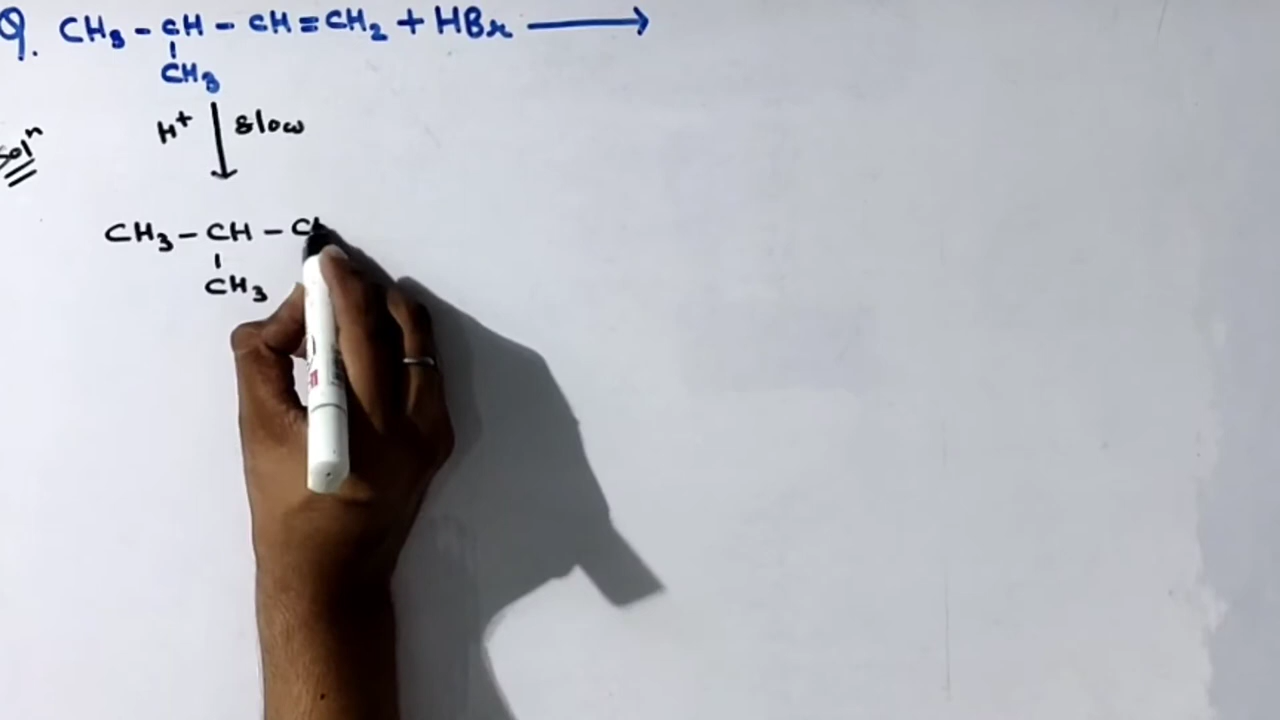 Q. CH₃ - CH - CH = CH₂ + HBr ⟶
CH₃
H⁺ slow
Solⁿ
CH₃ - CH - C
CH₃